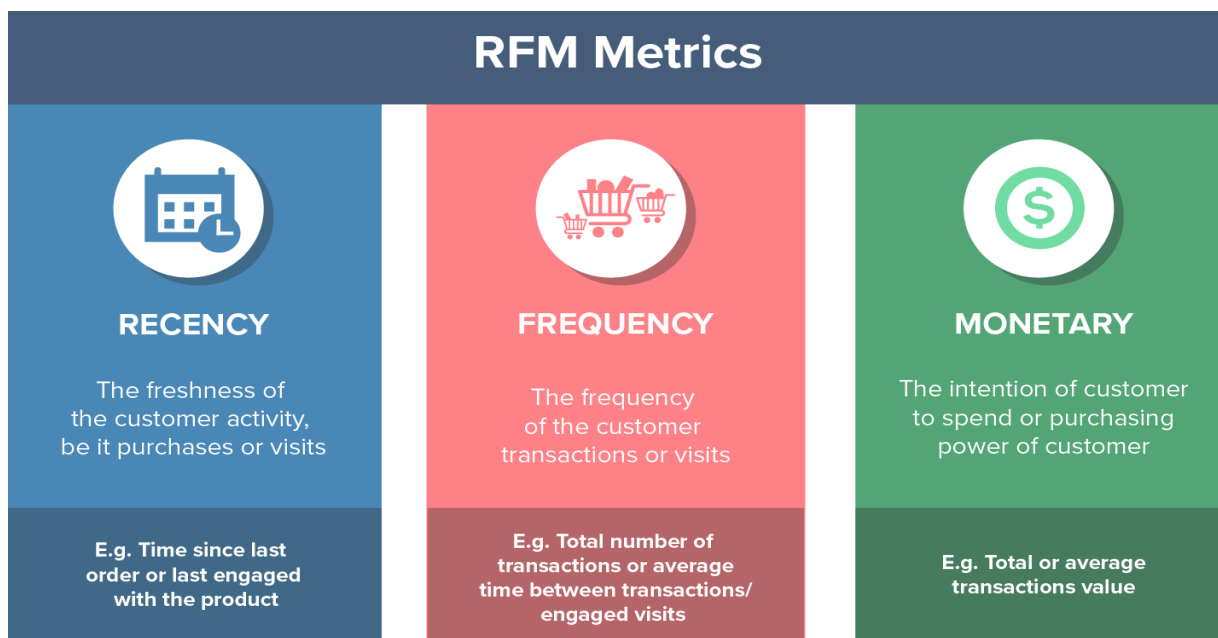 RFM Metrics
RECENCY
The freshness of
the customer activity,
be it purchases or visits
E.g. Time since last
order or last engaged
with the product
FREQUENCY
The frequency
of the customer
transactions or visits
E.g. Total number of
transactions or average
time between transactions/
engaged visits
MONETARY
The intention of customer
to spend or purchasing
power of customer
E.g. Total or average
transactions value